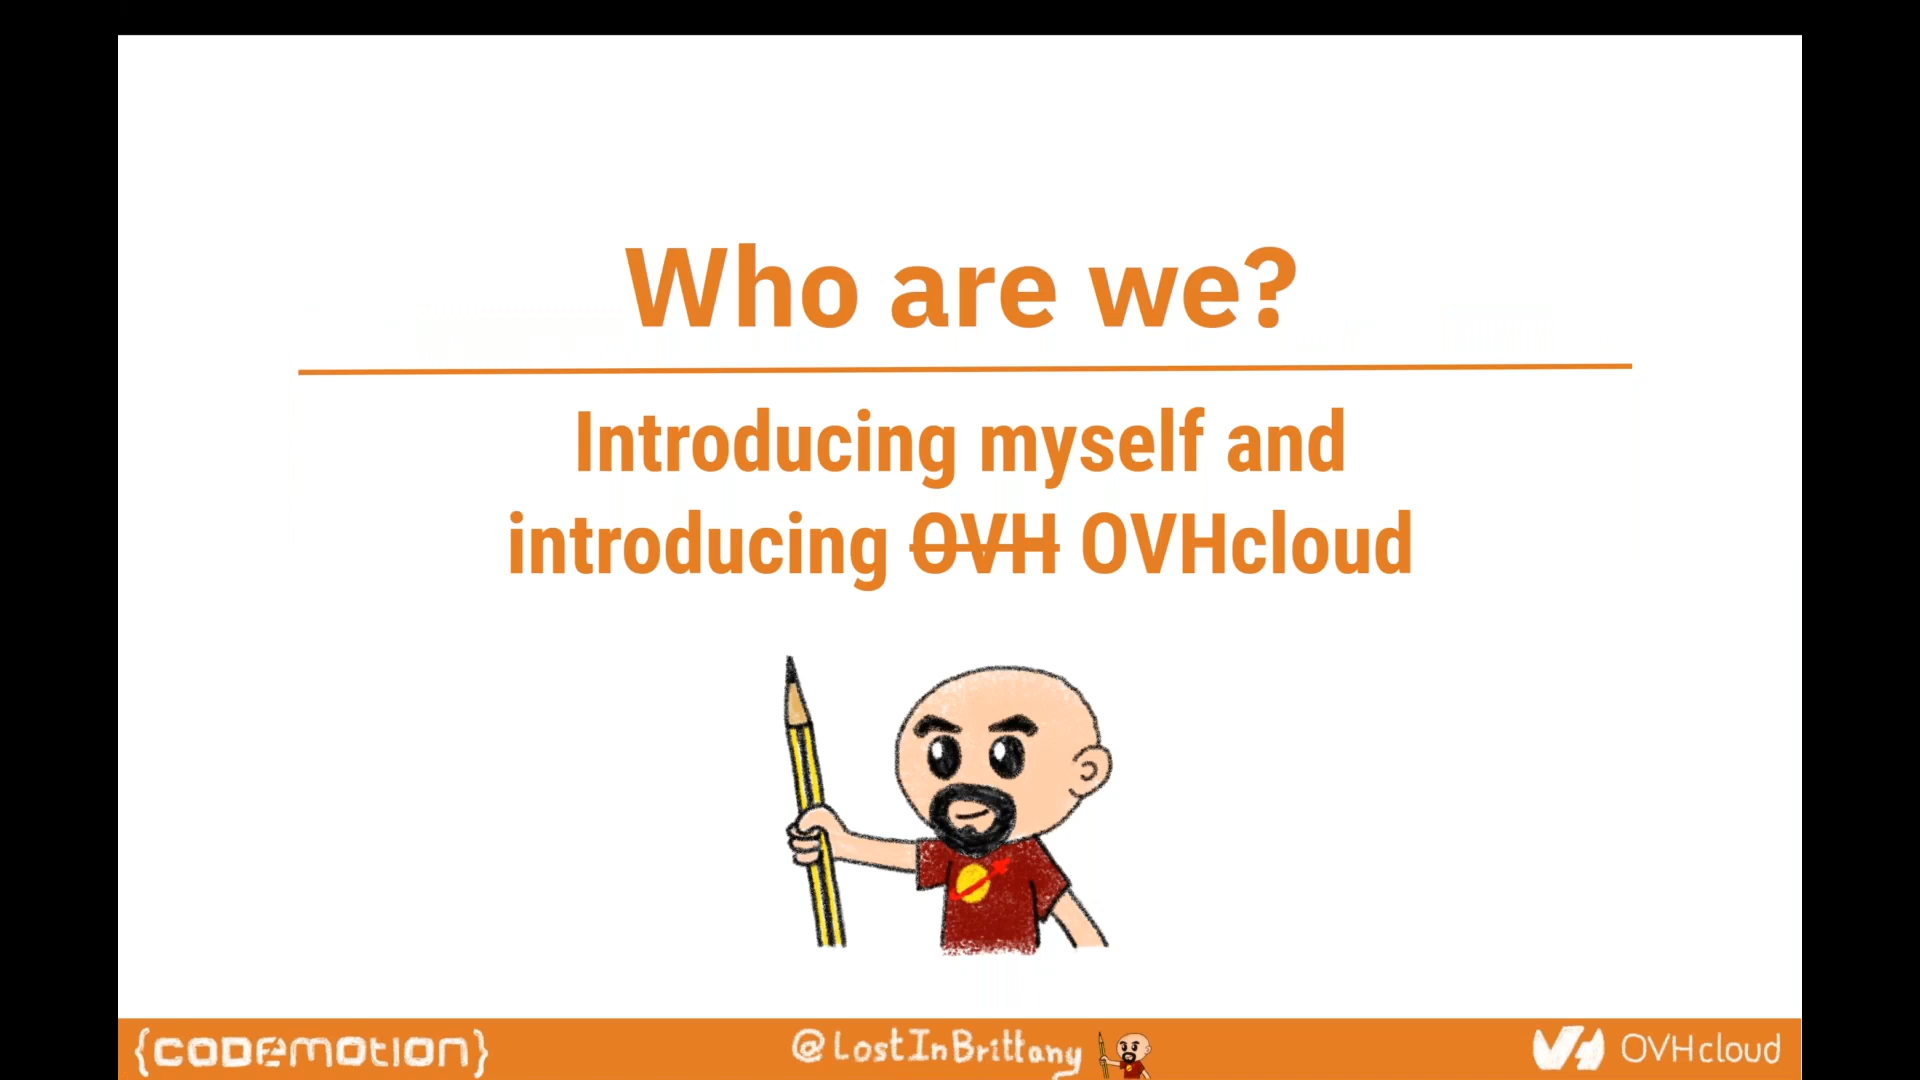 Who are we?
Introducing myself and
introducing OVH OVHcloud
{CODEMOTION}
@LostInBrittany
OVHcloud